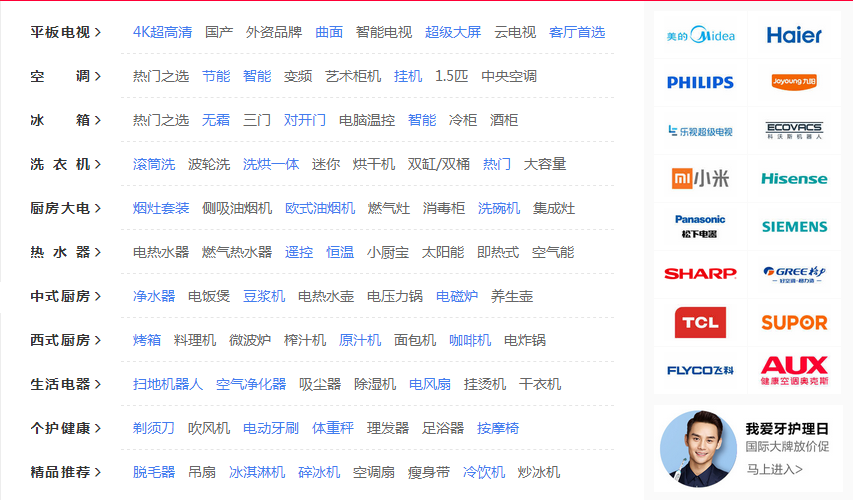 平板电视 > 4K超高清 国产 外资品牌 曲面 智能电视 超级大屏 云电视 客厅首选
空 调 > 热门之选 节能 智能 变频 艺术柜机 挂机 1.5匹 中央空调
冰 箱 > 热门之选 无霜 三门 对开门 电脑温控 智能 冷柜 酒柜
洗 衣 机 > 滚筒洗 波轮洗 洗烘一体 迷你 烘干机 双缸/双桶 热门 大容量
厨房大电 > 烟灶套装 侧吸油烟机 欧式油烟机 燃气灶 消毒柜 洗碗机 集成灶
热 水 器 > 电热水器 燃气热水器 遥控 恒温 小厨宝 太阳能 即热式 空气能
中式厨房 > 净水器 电饭煲 豆浆机 电热水壶 电压力锅 电磁炉 养生壶
西式厨房 > 烤箱 料理机 微波炉 榨汁机 原汁机 面包机 咖啡机 电炸锅
生活电器 > 扫地机器人 空气净化器 吸尘器 除湿机 电风扇 挂烫机 干衣机
个护健康 > 剃须刀 吹风机 电动牙刷 体重秤 理发器 足浴器 按摩椅
精品推荐 > 脱毛器 吊扇 冰淇淋机 碎冰机 空调扇 瘦身带 冷饮机 炒冰机
美的 Midea
Haier
PHILIPS
Joyoung 九阳
乐视超级电视
ECOVACS
科沃斯机器人
小米
Hisense
Panasonic
松下电器
SIEMENS
SHARP
GREE 格力
好空调·格力造
TCL
SUPOR
FLYCO飞科
AUX
健康空调奥克斯
我爱牙护理日
国际大牌放价促
马上进入>